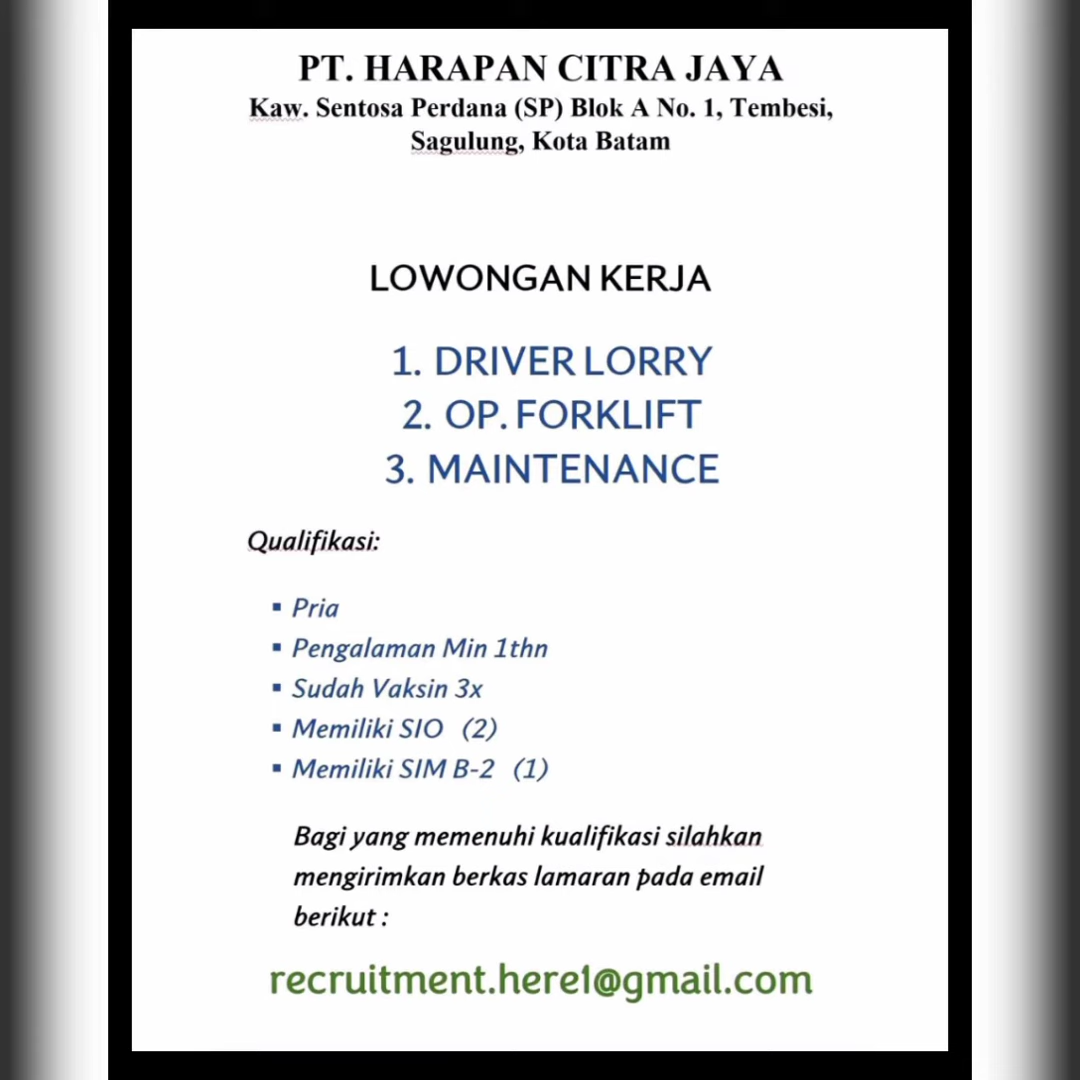 PT. HARAPAN CITRA JAYA
Kaw. Sentosa Perdana (SP) Blok A No. 1, Tembesi,
Sagulung, Kota Batam
LOWONGAN KERJA
1. DRIVER LORRY
2. OP. FORKLIFT
3. MAINTENANCE
Qualifikasi:
▪ Pria
▪ Pengalaman Min 1thn
▪ Sudah Vaksin 3x
▪ Memiliki SIO (2)
▪ Memiliki SIM B-2 (1)
Bagi yang memenuhi kualifikasi silahkan
mengirimkan berkas lamaran pada email
berikut :
recruitment.here1@gmail.com